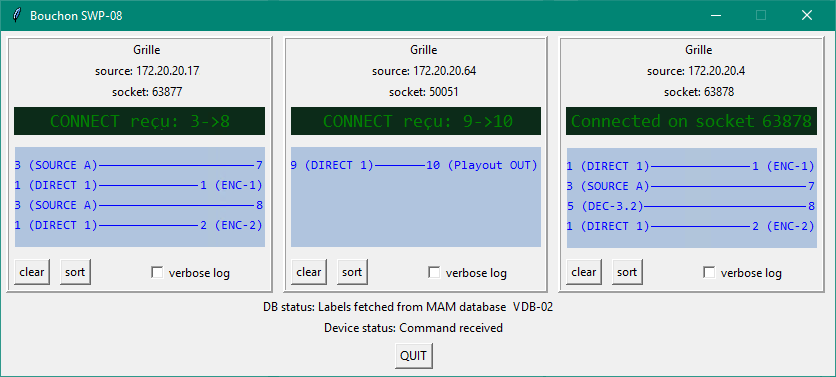 Bouchon SWP-08
Grille
source: 172.20.20.17
socket: 63877
CONNECT reçu: 3->8
3 (SOURCE A) 7
1 (DIRECT 1) 1 (ENC-1)
3 (SOURCE A) 8
1 (DIRECT 1) 2 (ENC-2)
clear sort verbose log
Grille
source: 172.20.20.64
socket: 50051
CONNECT reçu: 9->10
9 (DIRECT 1) 10 (Playout OUT)
clear sort verbose log
Grille
source: 172.20.20.4
socket: 63878
Connected on socket 63878
1 (DIRECT 1) 1 (ENC-1)
3 (SOURCE A) 7
5 (DEC-3.2) 8
1 (DIRECT 1) 2 (ENC-2)
clear sort verbose log
DB status: Labels fetched from MAM database VDB-02
Device status: Command received
QUIT